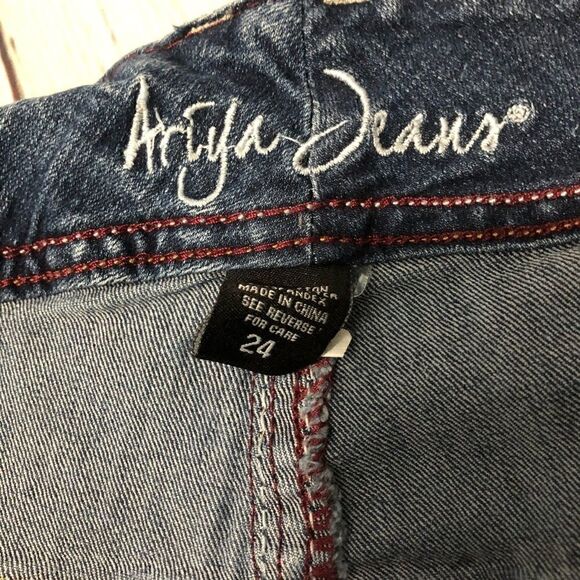 Ariya Jeans®
MADE IN CHINA
SEE REVERSE
FOR CARE
24